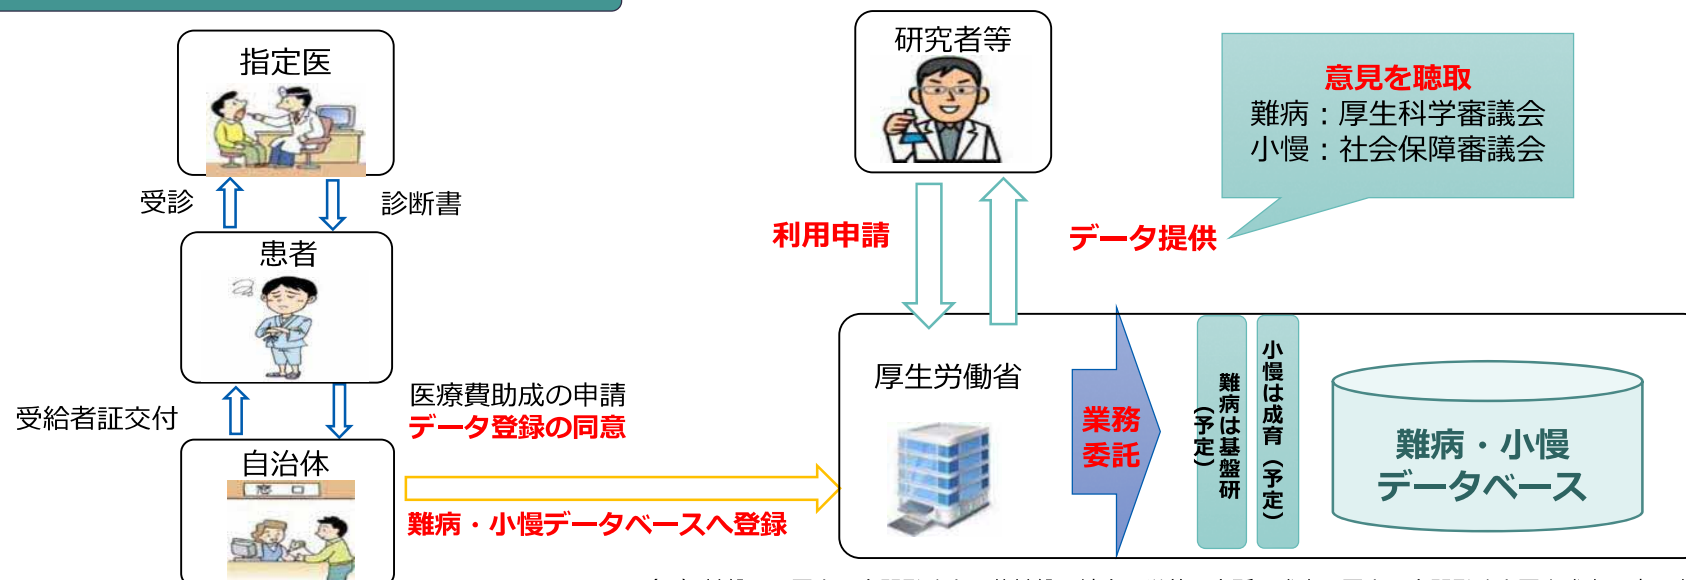 指定医
受診
診断書
患者
受給者証交付
医療費助成の申請
データ登録の同意
自治体
窓口
難病・小慢データベースへ登録
研究者等
利用申請
データ提供
意見を聴取
難病：厚生科学審議会
小慢：社会保障審議会
厚生労働省
業務
委託
難病は基盤研
(予定)
小慢は成育（予定）
難病・小慢
データベース